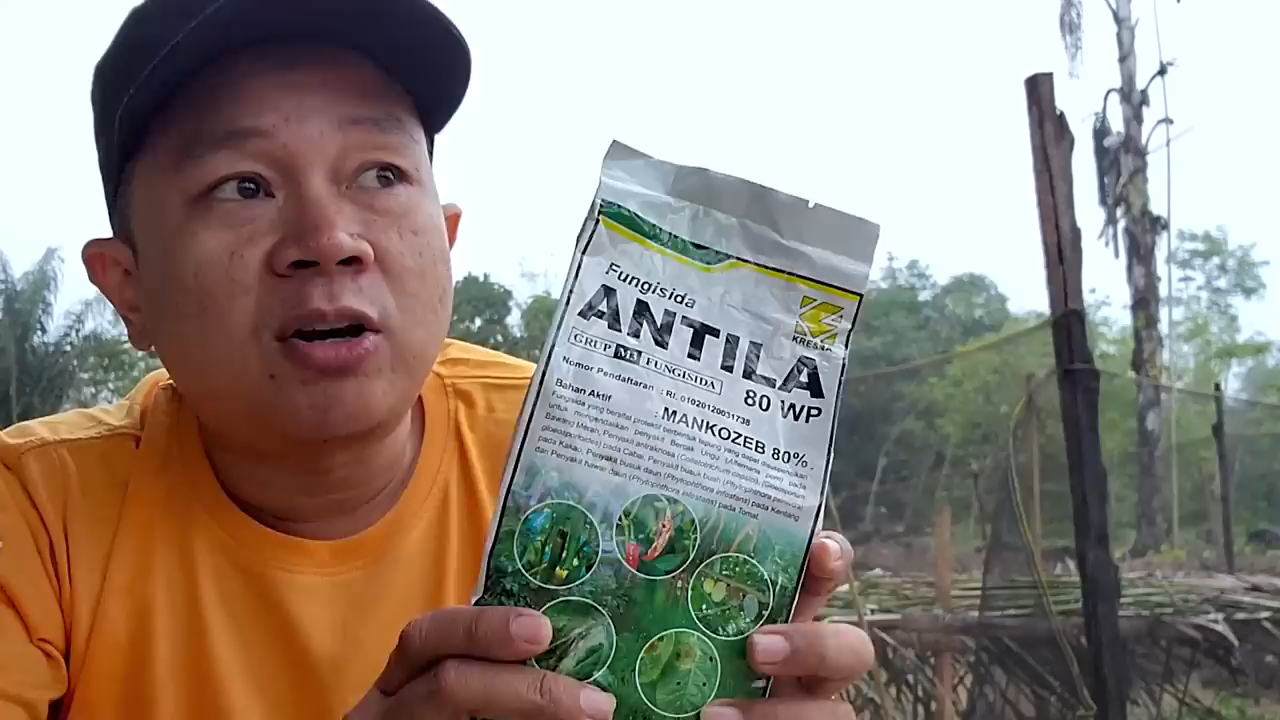 Fungisida
ANTILA
KRESNA
GRUP M3 FUNGISIDA
80 WP
Nomor Pendaftaran : RI. 01020120031738
Bahan Aktif : MANKOZEB 80%
Fungisida yang bersifat protektif berbentuk tepung yang dapat disuspensikan
untuk mengendalikan penyakit Bercak Ungu (Alternaria porri) pada
Bawang Merah, Penyakit antraknosa (Colletotrichum capsici), (Gloesporium
gloeosporioides) pada Cabai, Penyakit busuk buah (Phytophthora palmivora)
pada Kakao, Penyakit busuk daun (Phytophthora infestans) pada Kentang
dan Penyakit hawar daun (Phytophthora infestans) pada Tomat.